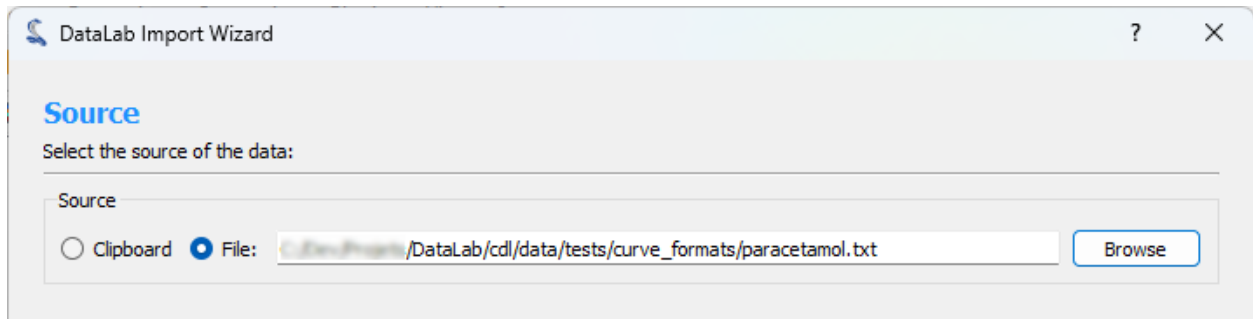 DataLab Import Wizard ?
Source
Select the source of the data:
Source
Clipboard File: /DataLab/cdl/data/tests/curve_formats/paracetamol.txt Browse